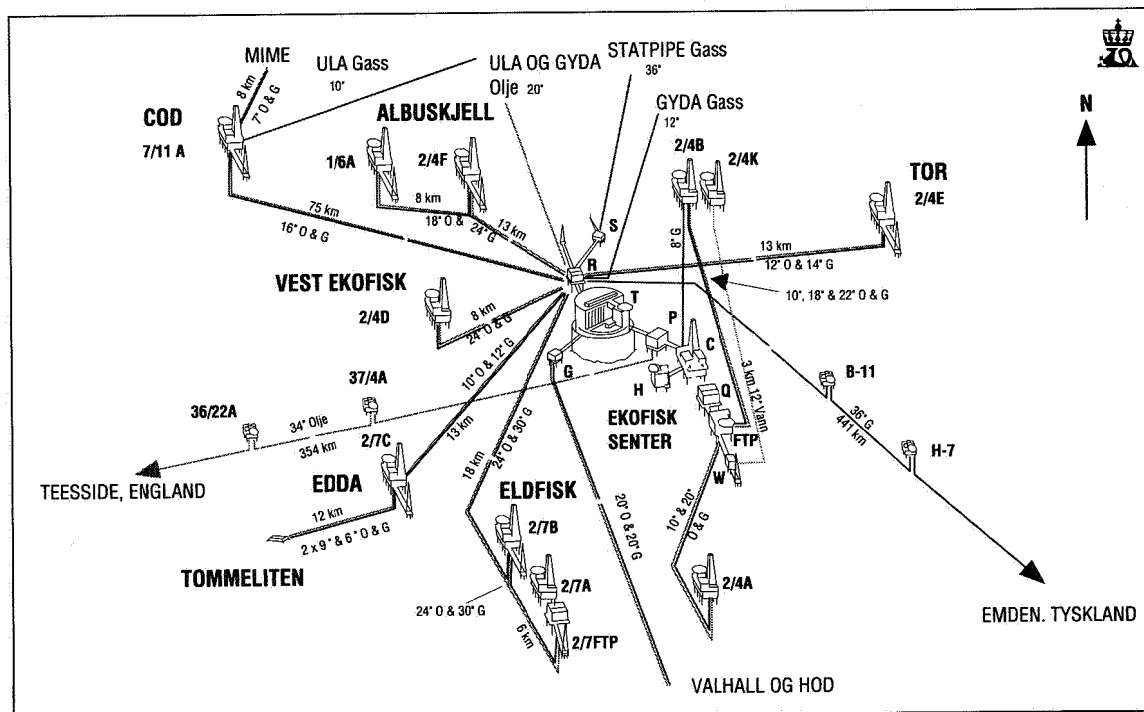 MIME
ULA Gass
10"
ULA OG GYDA
Olje 20"
STATPIPE Gass
36"
GYDA Gass
12"
N
8 km
7" O & G
COD
7/11 A
ALBUSKJELL
1/6A
2/4F
2/4B
2/4K
TOR
2/4E
8 km
18" O & 24" G
13 km
75 km
16" O & G
S
R
8" G
13 km
12" O & 14" G
10", 18" & 22" O & G
VEST EKOFISK
2/4D
8 km
24" O & G
T
P
C
G
H
Q
EKOFISK
SENTER
FTP
W
3 km 12" Vann
10" O & 12" G
13 km
B-11
36" G
441 km
H-7
37/4A
36/22A
34" Olje
354 km
TEESSIDE, ENGLAND
2/7C
EDDA
12 km
2 x 9" & 6" O & G
TOMMELITEN
18 km
24" O & 30" G
ELDFISK
2/7B
2/7A
2/7FTP
24" O & 30" G
6 km
20" O & 20" G
10" & 20"
O & G
2/4A
EMDEN. TYSKLAND
VALHALL OG HOD